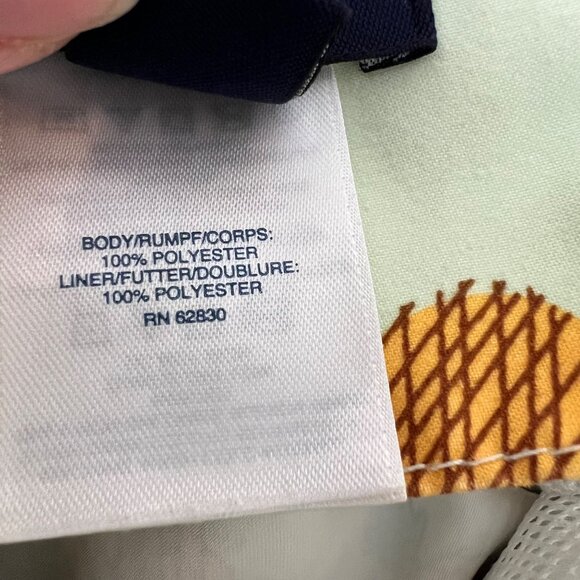 BODY/RUMPF/CORPS:
100% POLYESTER
LINER/FUTTER/DOUBLURE:
100% POLYESTER
RN 62830